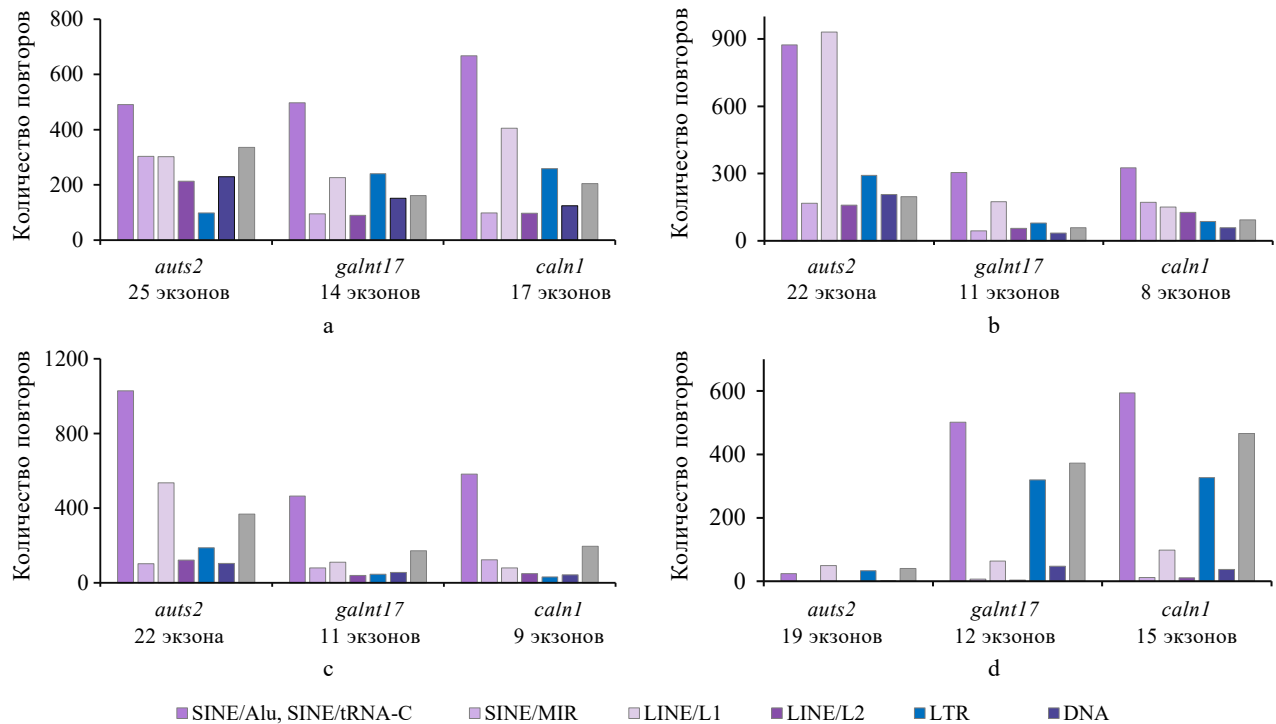 Количество повторов
800
600
400
200
0
auts2
25 экзонов
galnt17
14 экзонов
caln1
17 экзонов
a
Количество повторов
900
600
300
0
auts2
22 экзона
galnt17
11 экзонов
caln1
8 экзонов
b
Количество повторов
1200
800
400
0
auts2
22 экзона
galnt17
11 экзонов
caln1
9 экзонов
c
Количество повторов
600
400
200
0
auts2
19 экзонов
galnt17
12 экзонов
caln1
15 экзонов
d
SINE/Alu, SINE/tRNA-C
SINE/MIR
LINE/L1
LINE/L2
LTR
DNA